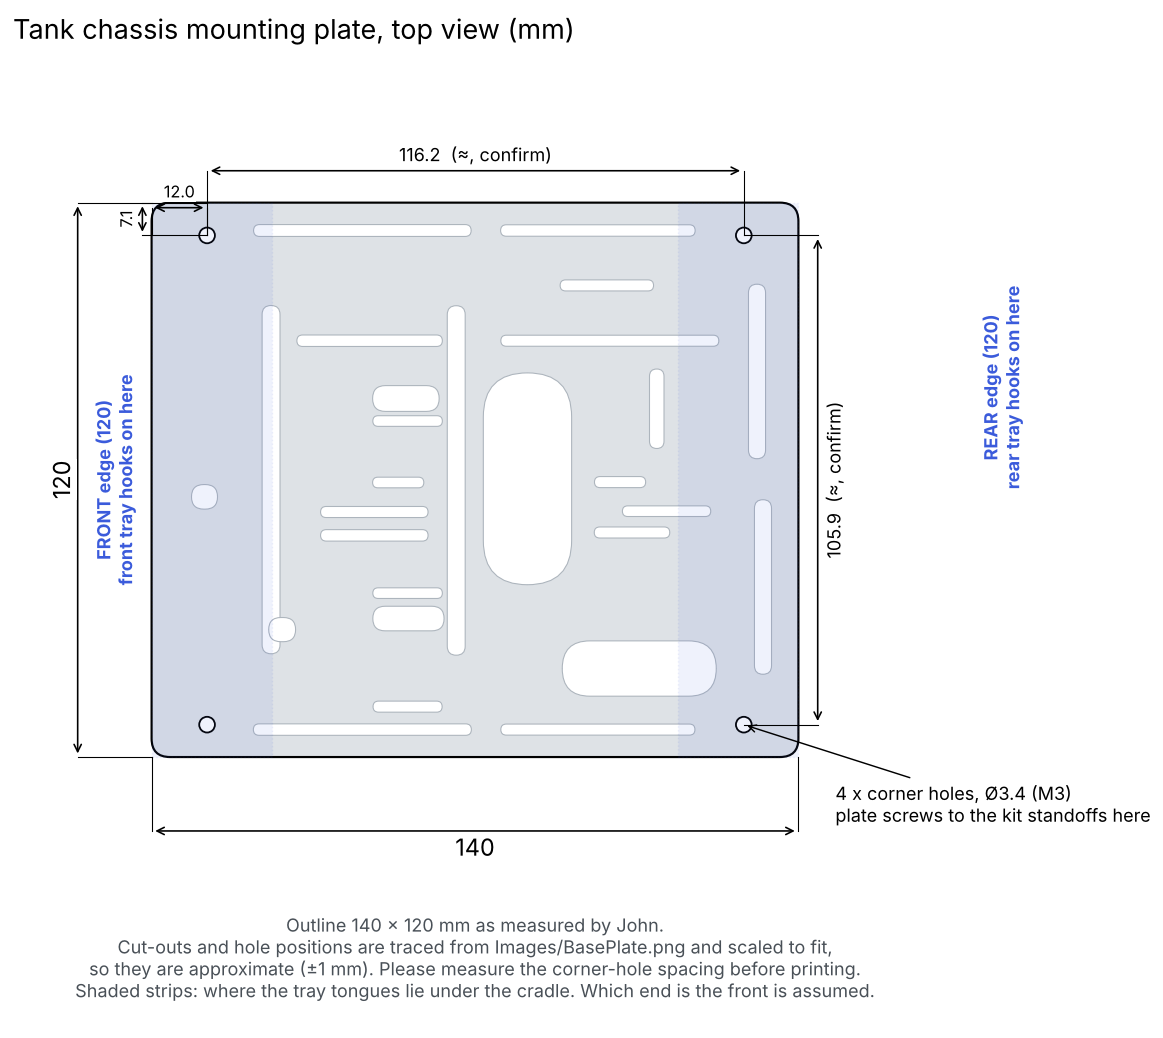 Tank chassis mounting plate, top view (mm)
116.2  (≈, confirm)
12.0
7.1
120
FRONT edge (120)
front tray hooks on here
105.9  (≈, confirm)
REAR edge (120)
rear tray hooks on here
4 x corner holes, Ø3.4 (M3)
plate screws to the kit standoffs here
140
Outline 140 × 120 mm as measured by John.
Cut-outs and hole positions are traced from Images/BasePlate.png and scaled to fit,
so they are approximate (±1 mm). Please measure the corner-hole spacing before printing.
Shaded strips: where the tray tongues lie under the cradle. Which end is the front is assumed.